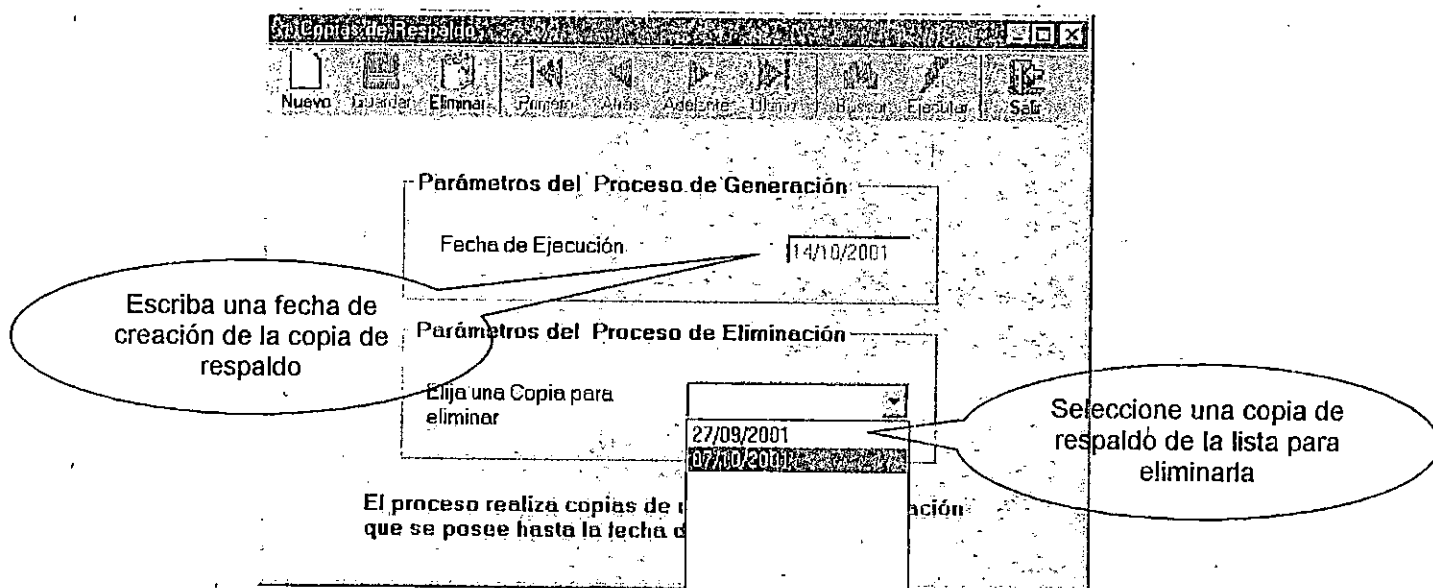 Copias de Respaldo
Nuevo Guardar Eliminar Primero Atrás Adelante Último Buscar Ejecutar Salir
Parámetros del Proceso de Generación
Fecha de Ejecución 14/10/2001
Escriba una fecha de
creación de la copia de
respaldo
Parámetros del Proceso de Eliminación
Elija una Copia para
eliminar
27/09/2001
07/10/2001
Seleccione una copia de
respaldo de la lista para
eliminarla
El proceso realiza copias de ación
que se posee hasta la fecha d